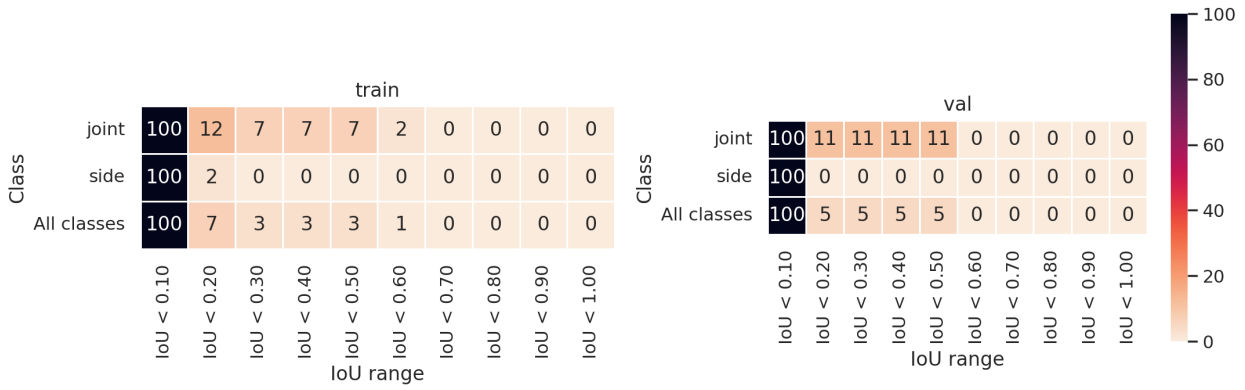 train
Class
joint 100 12 7 7 7 2 0 0 0 0
side 100 2 0 0 0 0 0 0 0 0
All classes 100 7 3 3 3 1 0 0 0 0
IoU < 0.10 IoU < 0.20 IoU < 0.30 IoU < 0.40 IoU < 0.50 IoU < 0.60 IoU < 0.70 IoU < 0.80 IoU < 0.90 IoU < 1.00
IoU range
val
Class
joint 100 11 11 11 11 0 0 0 0 0
side 100 0 0 0 0 0 0 0 0 0
All classes 100 5 5 5 5 0 0 0 0 0
IoU < 0.10 IoU < 0.20 IoU < 0.30 IoU < 0.40 IoU < 0.50 IoU < 0.60 IoU < 0.70 IoU < 0.80 IoU < 0.90 IoU < 1.00
IoU range
100
80
60
40
20
0